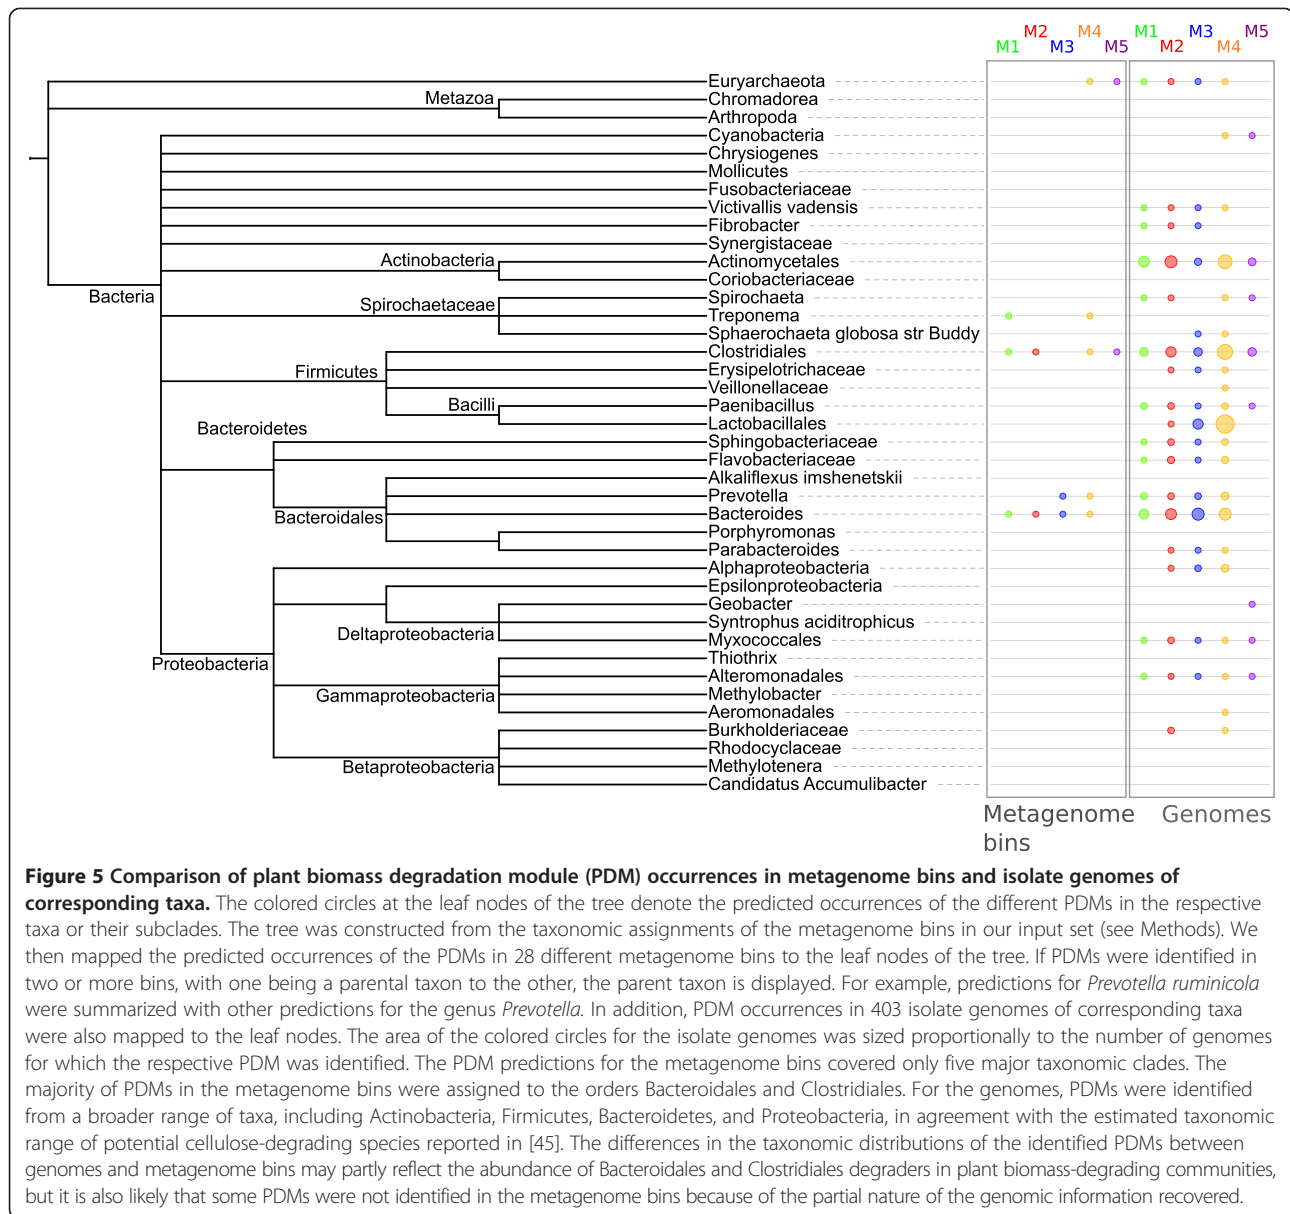 M2 M4 M3 M5
M1 M3 M5 M1 M2 M4
Euryarchaeota
Metazoa
Chromadorea
Arthropoda
Cyanobacteria
Chrysiogenes
Mollicutes
Fusobacteriaceae
Victivallis vadensis
Fibrobacter
Synergistaceae
Actinobacteria
Actinomycetales
Coriobacteriaceae
Bacteria
Spirochaeta
Spirochaetaceae
Treponema
Sphaerochaeta globosa str Buddy
Clostridiales
Firmicutes
Erysipelotrichaceae
Veillonellaceae
Bacilli
Paenibacillus
Lactobacillales
Bacteroidetes
Sphingobacteriaceae
Flavobacteriaceae
Alkaliflexus imshenetskii
Prevotella
Bacteroidales
Bacteroides
Porphyromonas
Parabacteroides
Alphaproteobacteria
Epsilonproteobacteria
Geobacter
Syntrophus aciditrophicus
Deltaproteobacteria
Myxococcales
Proteobacteria
Thiothrix
Alteromonadales
Gammaproteobacteria
Methylobacter
Aeromonadales
Burkholderiaceae
Rhodocyclaceae
Betaproteobacteria
Methylotenera
Candidatus Accumulibacter
Metagenome Genomes
bins
Figure 5 Comparison of plant biomass degradation module (PDM) occurrences in metagenome bins and isolate genomes of
corresponding taxa. The colored circles at the leaf nodes of the tree denote the predicted occurrences of the different PDMs in the respective
taxa or their subclades. The tree was constructed from the taxonomic assignments of the metagenome bins in our input set (see Methods). We
then mapped the predicted occurrences of the PDMs in 28 different metagenome bins to the leaf nodes of the tree. If PDMs were identified in
two or more bins, with one being a parental taxon to the other, the parent taxon is displayed. For example, predictions for Prevotella ruminicola
were summarized with other predictions for the genus Prevotella. In addition, PDM occurrences in 403 isolate genomes of corresponding taxa
were also mapped to the leaf nodes. The area of the colored circles for the isolate genomes was sized proportionally to the number of genomes
for which the respective PDM was identified. The PDM predictions for the metagenome bins covered only five major taxonomic clades. The
majority of PDMs in the metagenome bins were assigned to the orders Bacteroidales and Clostridiales. For the genomes, PDMs were identified
from a broader range of taxa, including Actinobacteria, Firmicutes, Bacteroidetes, and Proteobacteria, in agreement with the estimated taxonomic
range of potential cellulose-degrading species reported in [45]. The differences in the taxonomic distributions of the identified PDMs between
genomes and metagenome bins may partly reflect the abundance of Bacteroidales and Clostridiales degraders in plant biomass-degrading communities,
but it is also likely that some PDMs were not identified in the metagenome bins because of the partial nature of the genomic information recovered.